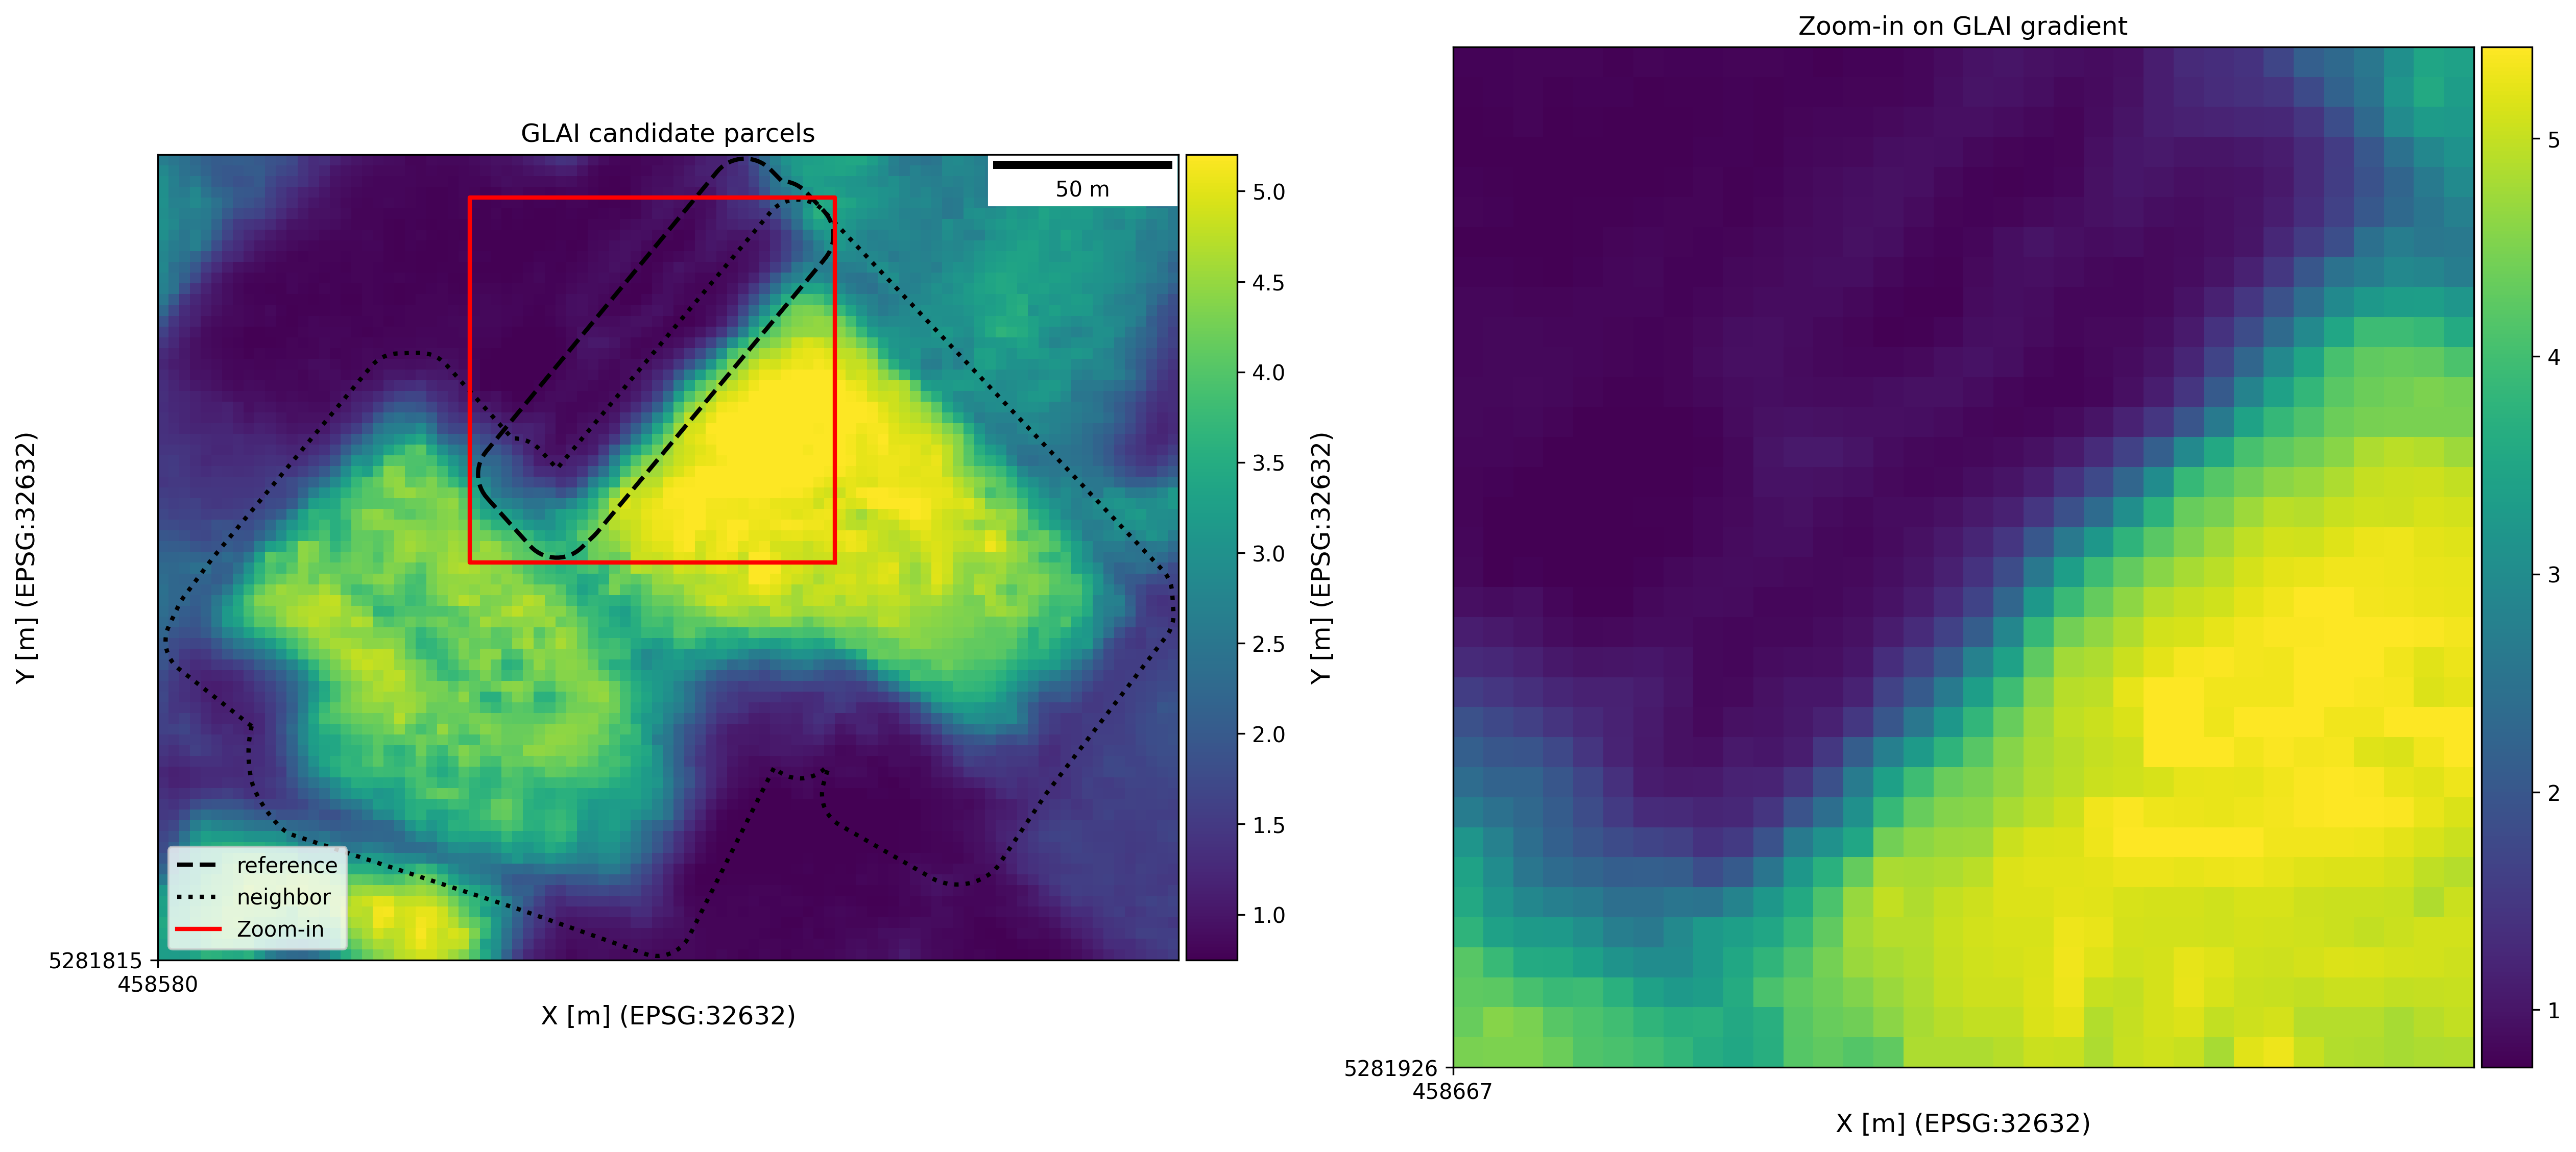 GLAI candidate parcels
50 m
5.0
4.5
4.0
3.5
3.0
2.5
2.0
1.5
1.0
reference
neighbor
Zoom-in
Y [m] (EPSG:32632)
5281815
458580
X [m] (EPSG:32632)
Zoom-in on GLAI gradient
5
4
3
2
1
Y [m] (EPSG:32632)
5281926
458667
X [m] (EPSG:32632)